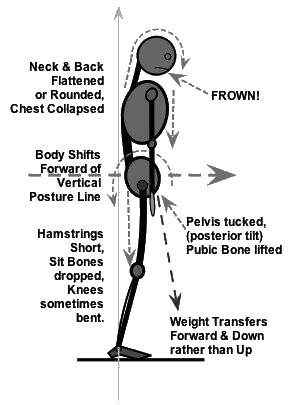 Neck & Back
Flattened
or Rounded,
Chest Collapsed
FROWN!
Body Shifts
Forward of
Vertical
Posture Line
Pelvis tucked,
(posterior tilt)
Pubic Bone lifted
Hamstrings
Short,
Sit Bones
dropped,
Knees
sometimes
bent.
Weight Transfers
Forward & Down
rather than Up